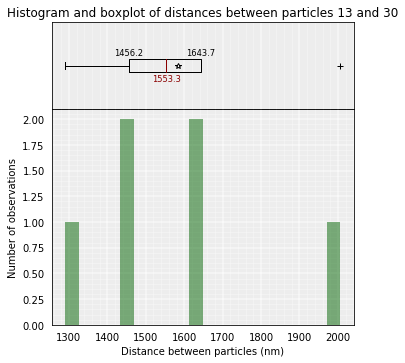 Histogram and boxplot of distances between particles 13 and 30
1456.2 1643.7
1553.3
2.00
1.75
1.50
1.25
1.00
0.75
0.50
0.25
0.00
Number of observations
1300 1400 1500 1600 1700 1800 1900 2000
Distance between particles (nm)